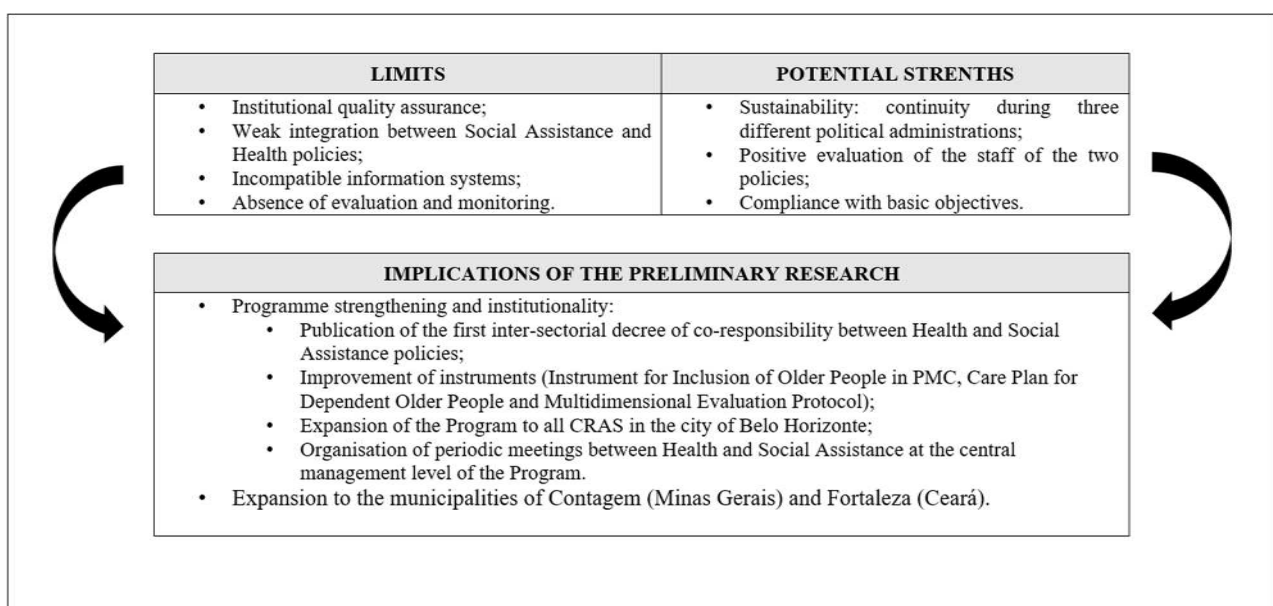 LIMITS
• Institutional quality assurance;
• Weak integration between Social Assistance and
Health policies;
• Incompatible information systems;
• Absence of evaluation and monitoring.
POTENTIAL STRENTHS
• Sustainability: continuity during three
different political administrations;
• Positive evaluation of the staff of the two
policies;
• Compliance with basic objectives.
IMPLICATIONS OF THE PRELIMINARY RESEARCH
• Programme strengthening and institutionality:
• Publication of the first inter-sectorial decree of co-responsibility between Health and Social
Assistance policies;
• Improvement of instruments (Instrument for Inclusion of Older People in PMC, Care Plan for
Dependent Older People and Multidimensional Evaluation Protocol);
• Expansion of the Program to all CRAS in the city of Belo Horizonte;
• Organisation of periodic meetings between Health and Social Assistance at the central
management level of the Program.
• Expansion to the municipalities of Contagem (Minas Gerais) and Fortaleza (Ceará).